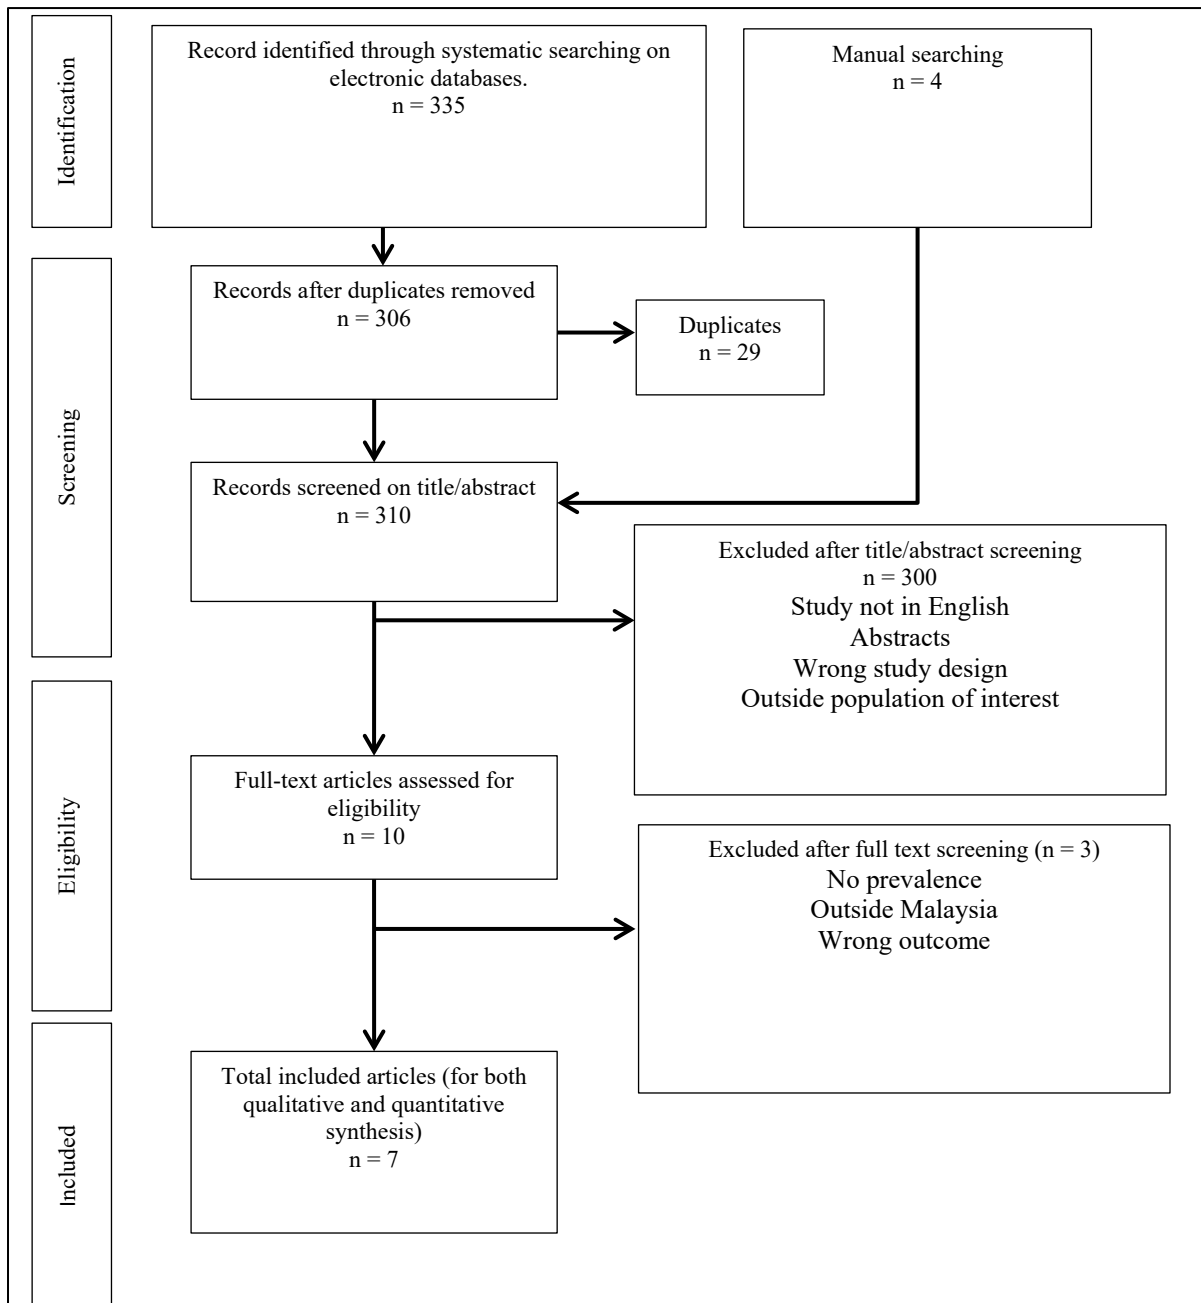 Identification
Record identified through systematic searching on
electronic databases.
n = 335
Manual searching
n = 4
Screening
Records after duplicates removed
n = 306
Duplicates
n = 29
Records screened on title/abstract
n = 310
Excluded after title/abstract screening
n = 300
Study not in English
Abstracts
Wrong study design
Outside population of interest
Eligibility
Full-text articles assessed for
eligibility
n = 10
Excluded after full text screening (n = 3)
No prevalence
Outside Malaysia
Wrong outcome
Included
Total included articles (for both
qualitative and quantitative
synthesis)
n = 7